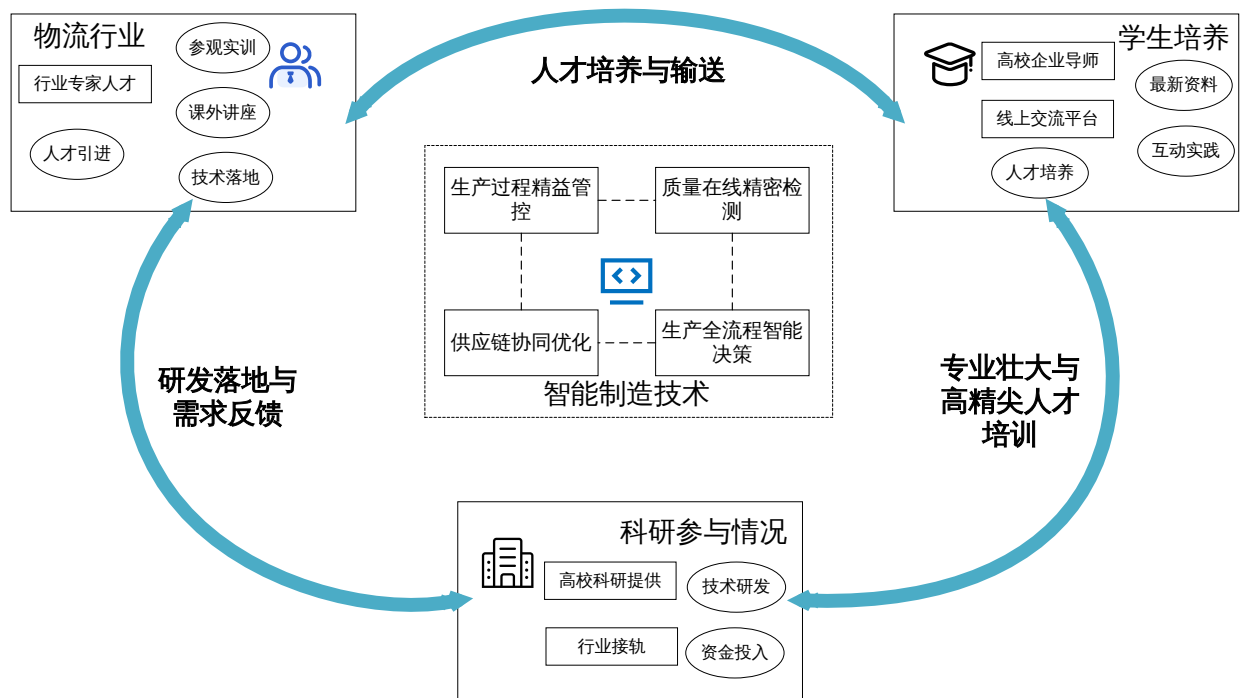 物流行业
参观实训
行业专家人才
课外讲座
人才引进
技术落地
人才培养与输送
学生培养
高校企业导师
最新资料
线上交流平台
互动实践
人才培养
生产过程精益管
控
质量在线精密检
测
供应链协同优化
生产全流程智能
决策
智能制造技术
研发落地与
需求反馈
专业壮大与
高精尖人才
培训
科研参与情况
高校科研提供
技术研发
行业接轨
资金投入